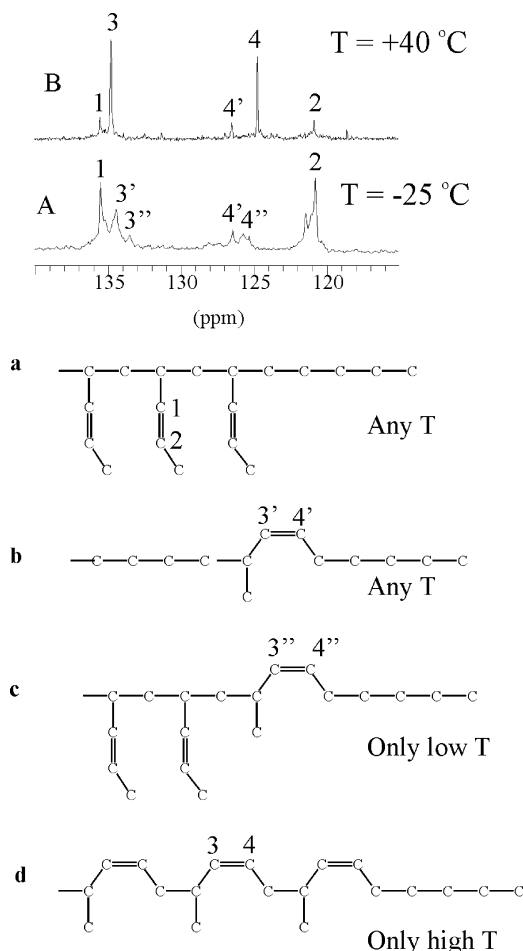 3
4
T = +40 °C
B
1
4'
2
1
3'
3''
4'
4''
2
T = -25 °C
A
135
130
125
120
(ppm)
a
C C C C C C C C C C
C C 1 C
C C 2 C
C C C
Any T
3' 4'
C C
b
C C C C C C C C C C
C
Any T
3'' 4''
C C
c
C C C C C C C C C C
C C C
C C
C C
Only low T
3 4
C C C C C C
d
C C C C C C C C C C
C C C
Only high T